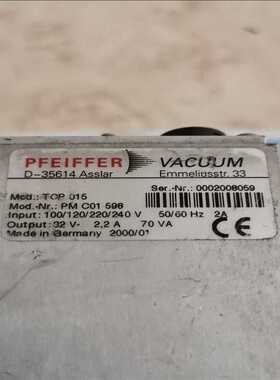 PFEIFFER VACUUM
D-35614 Asslar Emmeliusstr. 33
Ser.-Nr.: 0002008059
Mod.: TCP 015
Mod.-Nr.: PM C01 598
Input: 100/120/220/240 V 50/60 Hz 2A
Output: 32 V- 2,2 A 70 VA
Made in Germany 2000/01 CE